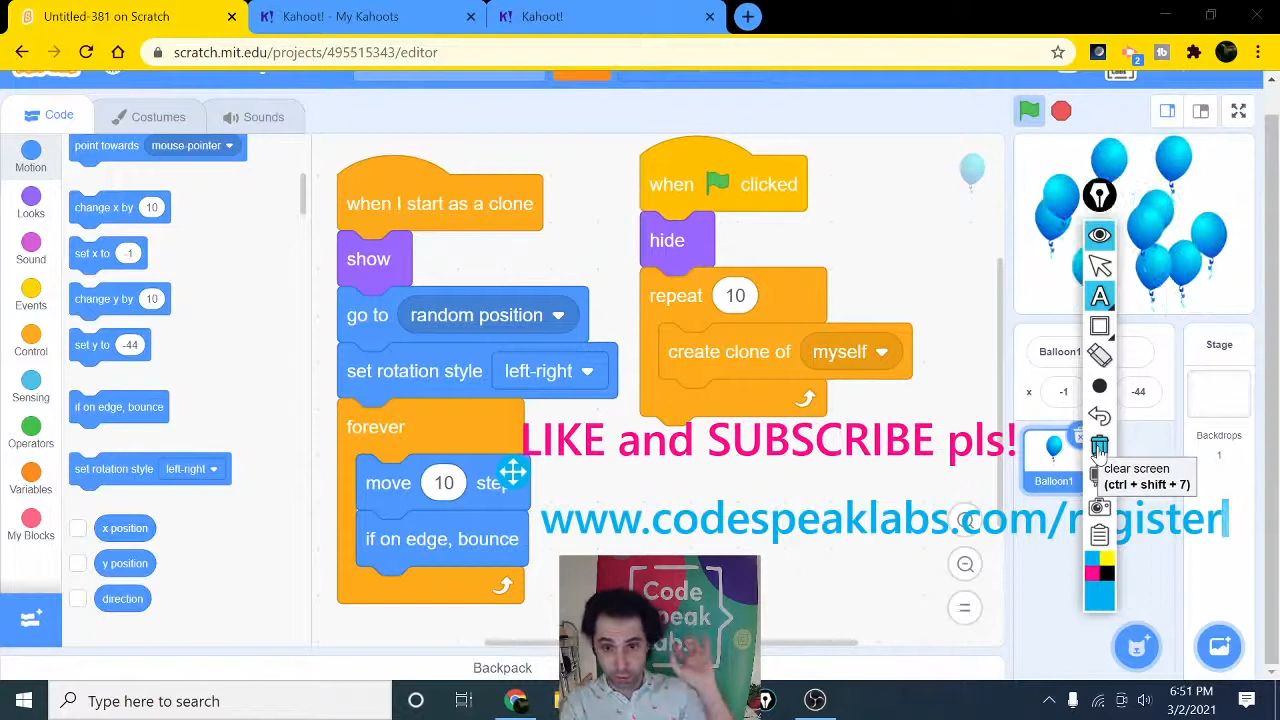 Untitled-381 on Scratch
Kahoot! - My Kahoots
Kahoot!
scratch.mit.edu/projects/495515343/editor
2
Code
Costumes
Sounds
Motion
Looks
Sound
Events
Control
Sensing
Operators
Variables
My Blocks
point towards mouse-pointer
change x by 10
set x to -1
change y by 10
set y to -44
if on edge, bounce
set rotation style left-right
x position
y position
direction
when I start as a clone
show
go to random position
set rotation style left-right
forever
move 10
if on edge, bounce
when clicked
hide
repeat 10
create clone of myself
LIKE and SUBSCRIBE pls!
www.codespeaklabs.com/register
clear screen
(ctrl + shift + 7)
Balloon1
x -1
-44
Balloon1
Stage
Backdrops
1
Code
Speak
Labs
Backpack
Type here to search
6:51 PM
3/2/2021